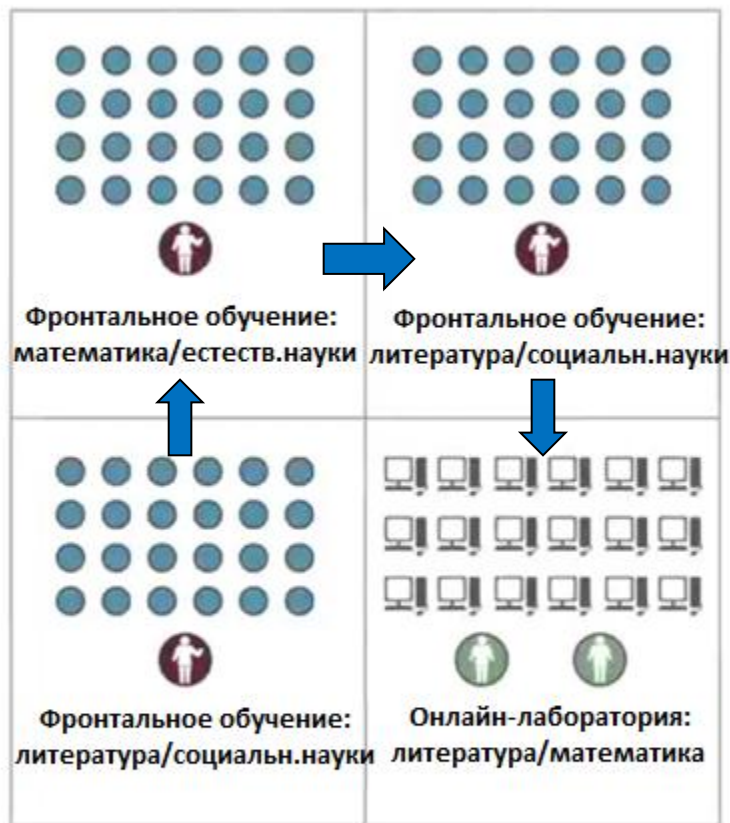 Фронтальное обучение:
математика/естеств.науки
Фронтальное обучение:
литература/социальн.науки
Фронтальное обучение:
литература/социальн.науки
Онлайн-лаборатория:
литература/математика